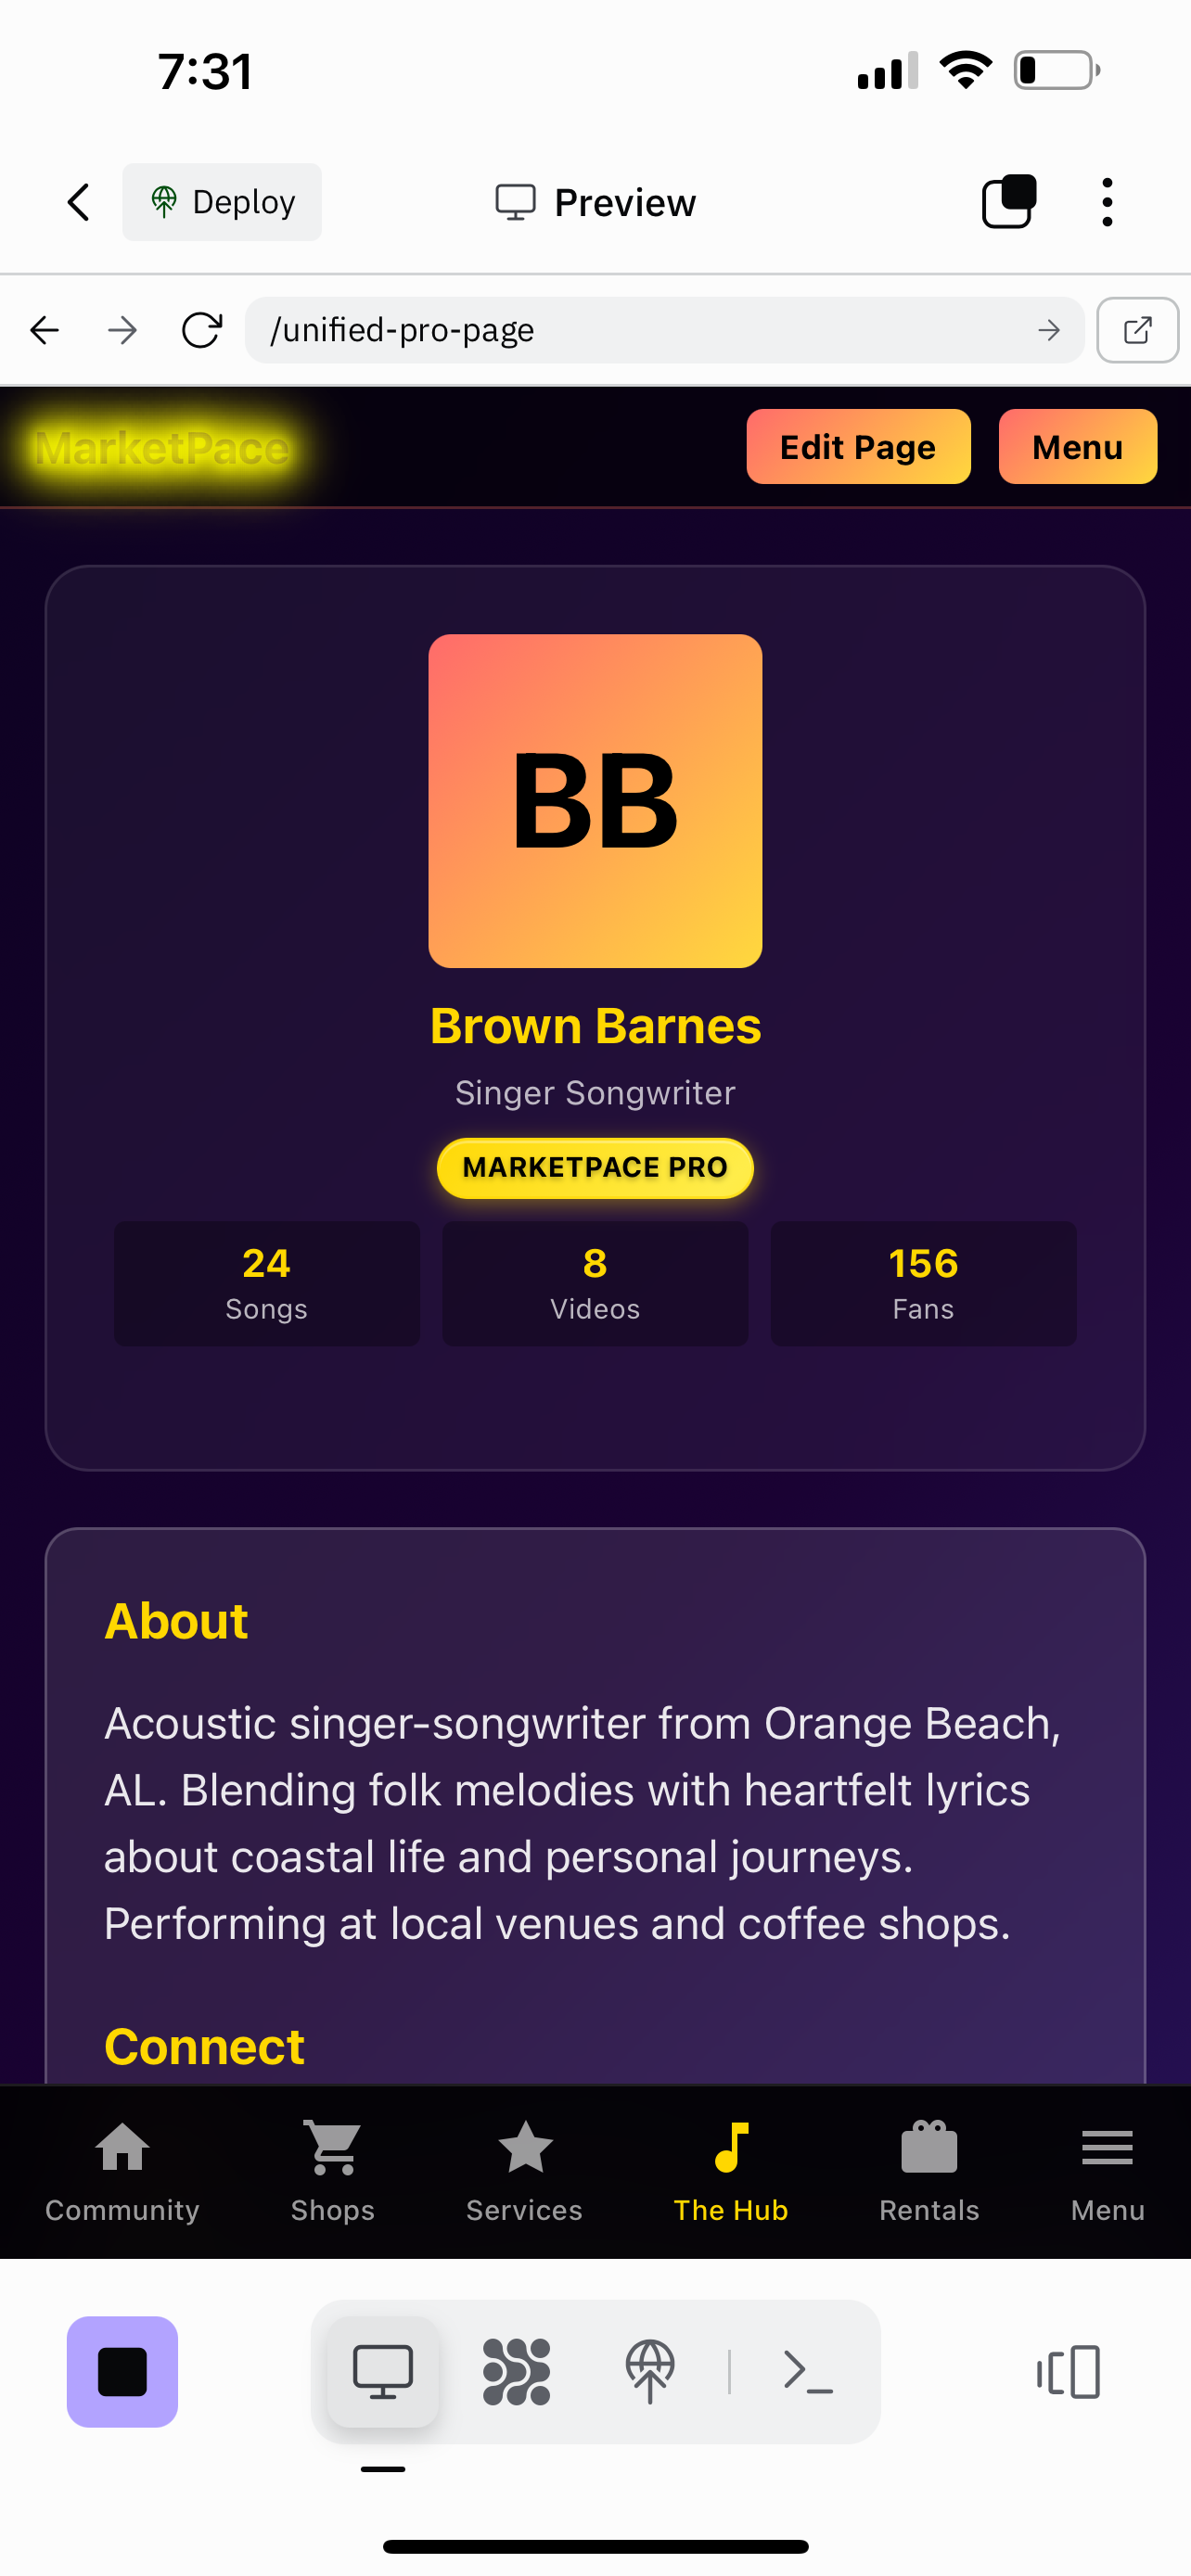 7:31
Deploy
Preview
/unified-pro-page
MarketPace
Edit Page
Menu
BB
Brown Barnes
Singer Songwriter
MARKETPACE PRO
24
Songs
8
Videos
156
Fans
About
Acoustic singer-songwriter from Orange Beach,
AL. Blending folk melodies with heartfelt lyrics
about coastal life and personal journeys.
Performing at local venues and coffee shops.
Connect
Community
Shops
Services
The Hub
Rentals
Menu